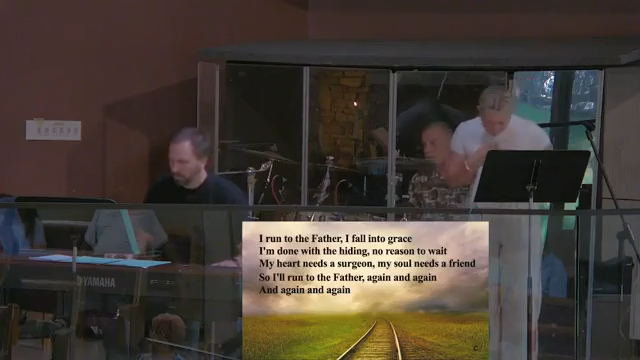 I run to the Father, I fall into grace
I'm done with the hiding, no reason to wait
My heart needs a surgeon, my soul needs a friend
So I'll run to the Father, again and again
And again and again
YAMAHA